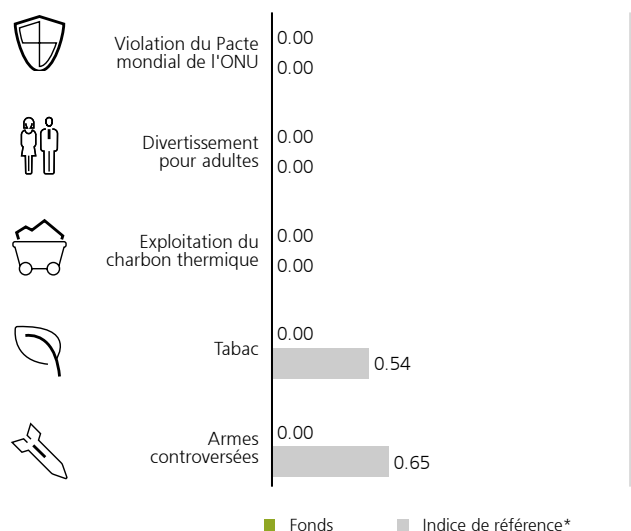 Violation du Pacte
mondial de l'ONU
0.00
0.00
Divertissement
pour adultes
0.00
0.00
Exploitation du
charbon thermique
0.00
0.00
Tabac
0.00
0.54
Armes
controversées
0.00
0.65
Fonds
Indice de référence*